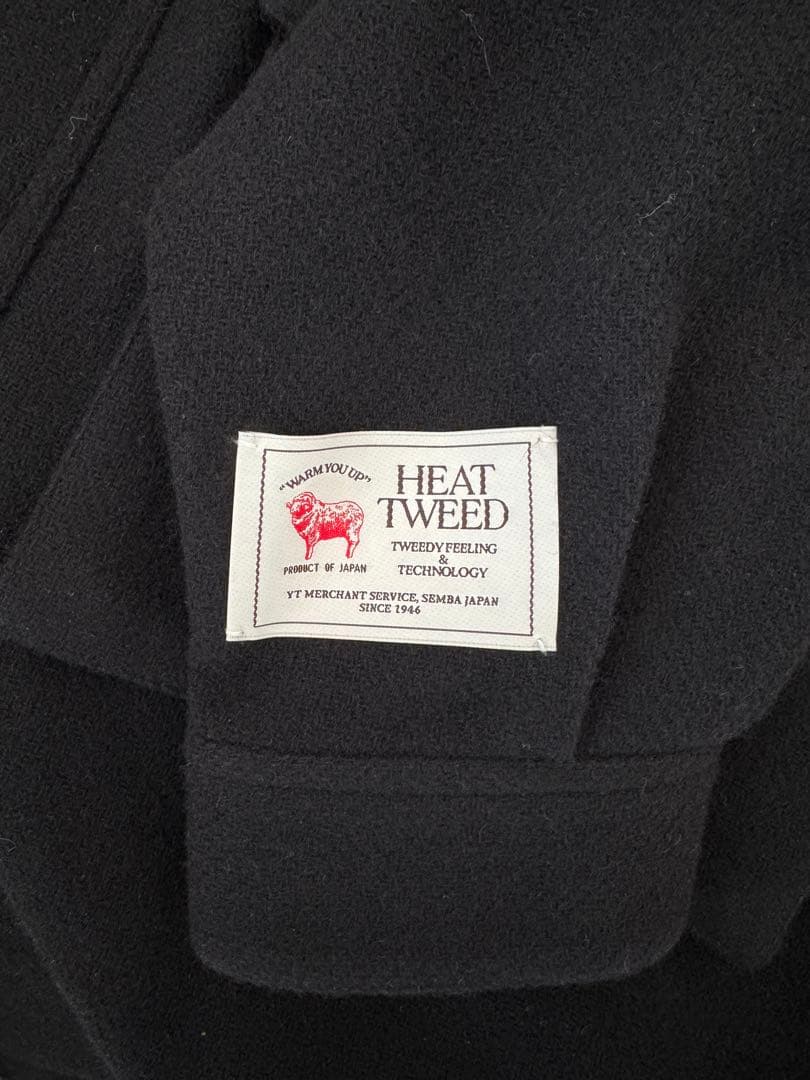 "WARM YOU UP"
PRODUCT OF JAPAN
HEAT
TWEED
TWEEDY FEELING
&
TECHNOLOGY
YT MERCHANT SERVICE, SEMBA JAPAN
SINCE 1946